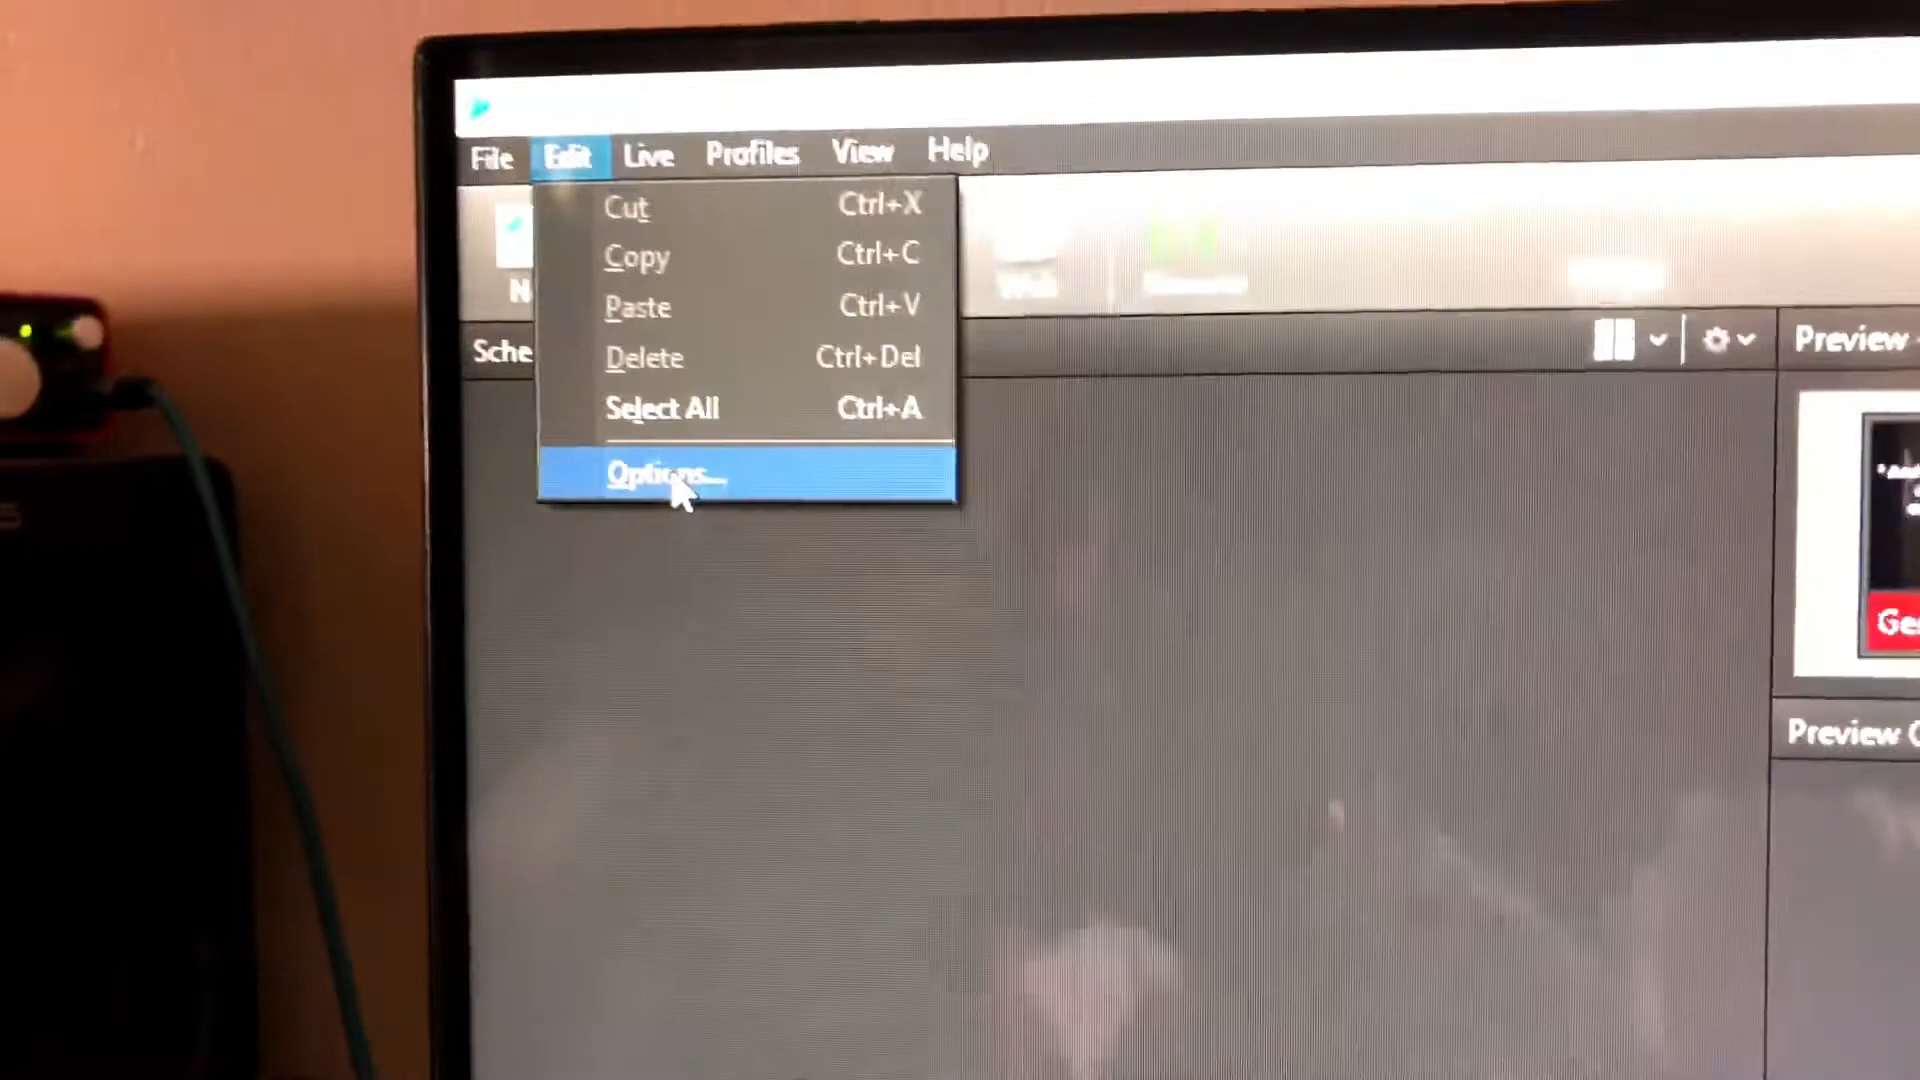 File Edit Live Profiles View Help
Cut Ctrl+X
Copy Ctrl+C
Paste Ctrl+V
Delete Ctrl+Del
Select All Ctrl+A
Options...
Sche
Preview
Preview